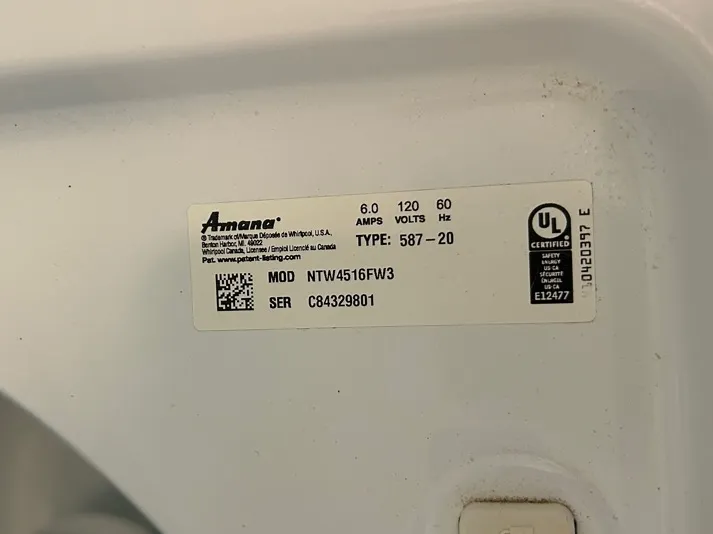 Amana®
® Trademark of/Marque Déposée de Whirlpool, U.S.A.
Benton Harbor, MI. 49022
Whirlpool Canada, Licensee / Emploi Licencié au Canada
Pat. www.patent-listing.com
6.0 120 60
AMPS VOLTS Hz
TYPE: 587-20
MOD NTW4516FW3
SER C84329801
UL
CERTIFIED
SAFETY
ENERGY
US-CA
SÉCURITÉ
US-CA
E12477
10420397 E